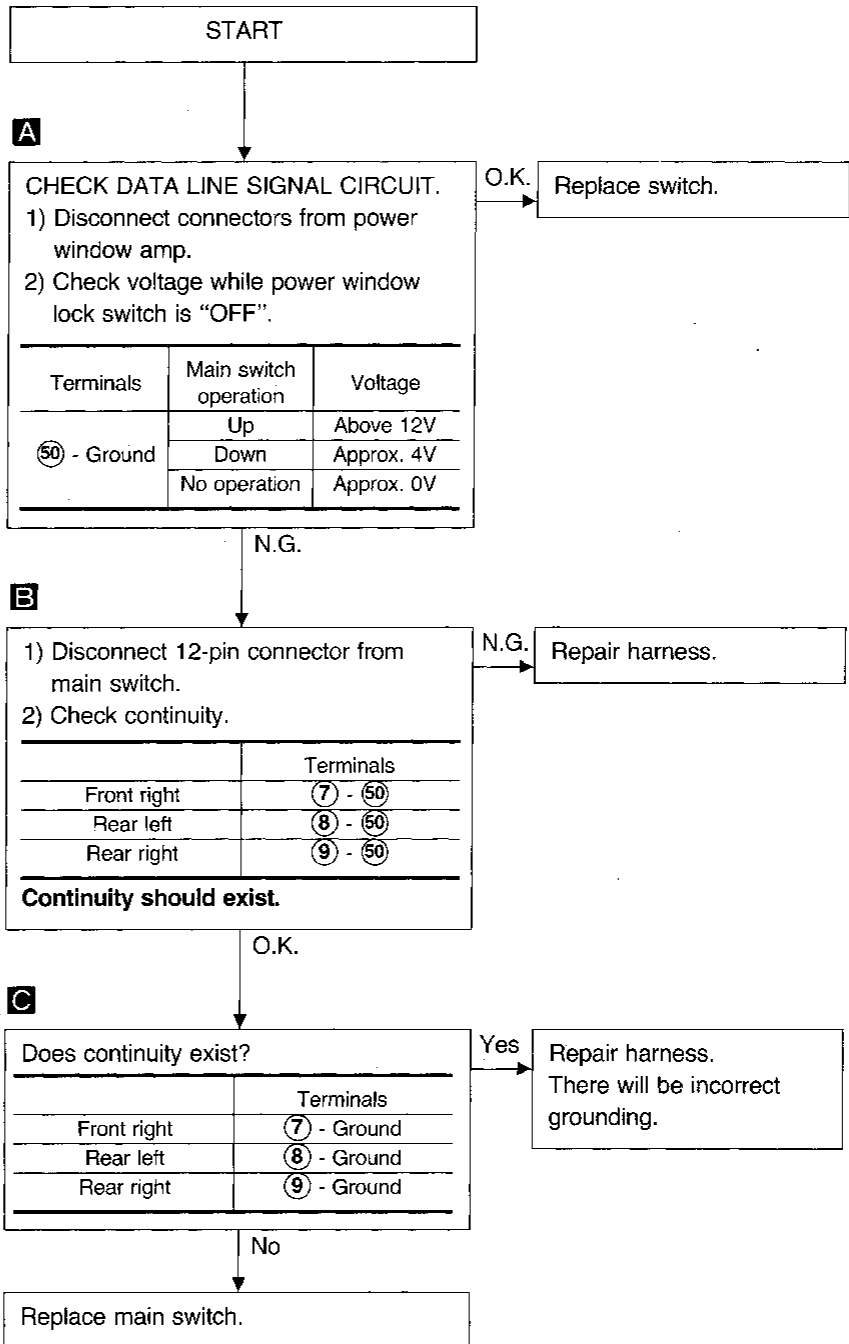 START
A
CHECK DATA LINE SIGNAL CIRCUIT.
1) Disconnect connectors from power
window amp.
2) Check voltage while power window
lock switch is "OFF".
Terminals Main switch operation Voltage
50 - Ground Up Above 12V
Down Approx. 4V
No operation Approx. 0V
O.K.
Replace switch.
N.G.
B
1) Disconnect 12-pin connector from
main switch.
2) Check continuity.
Terminals
Front right 7 - 50
Rear left 8 - 50
Rear right 9 - 50
Continuity should exist.
N.G.
Repair harness.
O.K.
C
Does continuity exist?
Terminals
Front right 7 - Ground
Rear left 8 - Ground
Rear right 9 - Ground
Yes
Repair harness.
There will be incorrect
grounding.
No
Replace main switch.